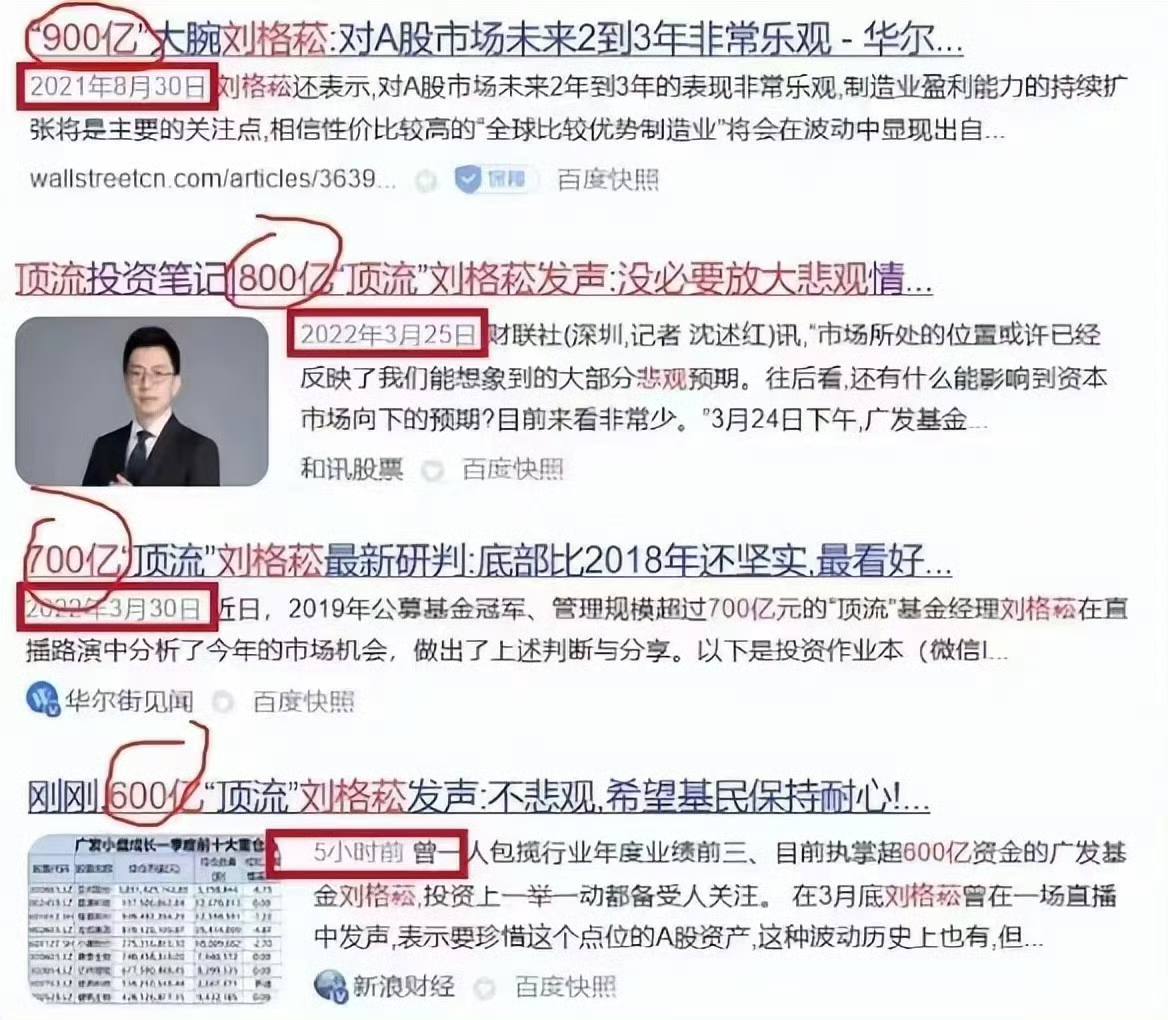 “900亿”大腕刘格菘:对A股市场未来2到3年非常乐观 - 华尔...
2021年8月30日 刘格菘还表示,对A股市场未来2年到3年的表现非常乐观,制造业盈利能力的持续扩
张将是主要的关注点,相信性价比较高的“全球比较优势制造业”将会在波动中显现出自...
wallstreetcn.com/articles/3639... 保障 百度快照
顶流投资笔记|800亿“顶流”刘格菘发声:没必要放大悲观情...
2022年3月25日 财联社(深圳,记者 沈述红)讯,“市场所处的位置或许已经
反映了我们能想象到的大部分悲观预期。往后看,还有什么能影响到资本
市场向下的预期?目前来看非常少。”3月24日下午,广发基金...
和讯股票 百度快照
700亿“顶流”刘格菘最新研判:底部比2018年还坚实,最看好...
2022年3月30日 近日，2019年公募基金冠军、管理规模超过700亿元的“顶流”基金经理刘格菘在直
播路演中分析了今年的市场机会，做出了上述判断与分享。以下是投资作业本（微信I...
华尔街见闻 百度快照
刚刚,600亿“顶流”刘格菘发声:不悲观,希望基民保持耐心!...
广发小盘成长一季度前十大重仓
5小时前 曾一人包揽行业年度业绩前三、目前执掌超600亿资金的广发基
金刘格菘,投资上一举一动都备受人关注。 在3月底刘格菘曾在一场直播
中发声,表示要珍惜这个点位的A股资产,这种波动历史上也有,但...
新浪财经 百度快照